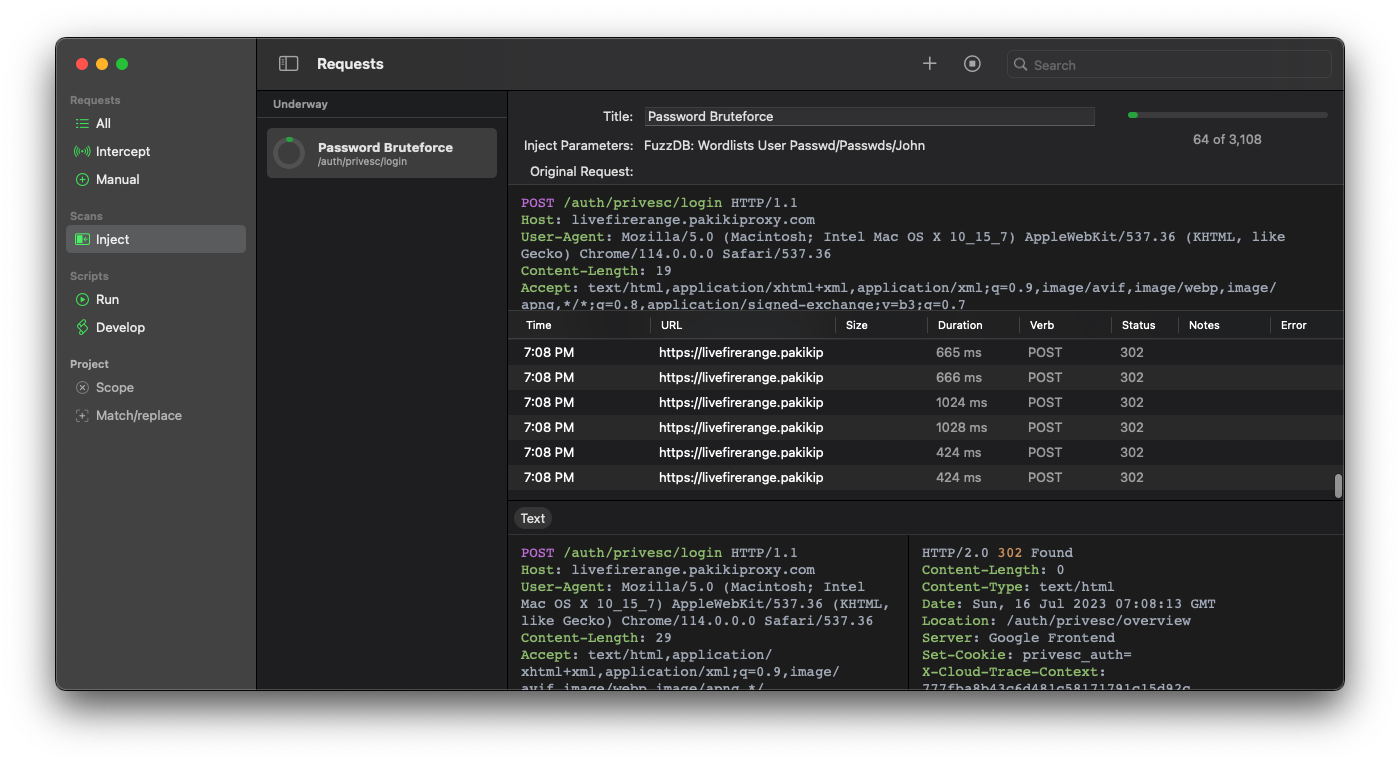 Requests
All
Intercept
Manual
Scans
Inject
Scripts
Run
Develop
Project
Scope
Match/replace
Requests
Search
Underway
Password Bruteforce
/auth/privesc/login
Title: Password Bruteforce
64 of 3,108
Inject Parameters: FuzzDB: Wordlists User Passwd/Passwds/John
Original Request:
POST /auth/privesc/login HTTP/1.1
Host: livefirerange.pakikiproxy.com
User-Agent: Mozilla/5.0 (Macintosh; Intel Mac OS X 10_15_7) AppleWebKit/537.36 (KHTML, like
Gecko) Chrome/114.0.0.0 Safari/537.36
Content-Length: 19
Accept: text/html,application/xhtml+xml,application/xml;q=0.9,image/avif,image/webp,image/
apng,*/*;q=0.8,application/signed-exchange;v=b3;q=0.7
Time URL Size Duration Verb Status Notes Error
7:08 PM https://livefirerange.pakikip 665 ms POST 302
7:08 PM https://livefirerange.pakikip 666 ms POST 302
7:08 PM https://livefirerange.pakikip 1024 ms POST 302
7:08 PM https://livefirerange.pakikip 1028 ms POST 302
7:08 PM https://livefirerange.pakikip 424 ms POST 302
7:08 PM https://livefirerange.pakikip 424 ms POST 302
Text
POST /auth/privesc/login HTTP/1.1
Host: livefirerange.pakikiproxy.com
User-Agent: Mozilla/5.0 (Macintosh; Intel
Mac OS X 10_15_7) AppleWebKit/537.36 (KHTML,
like Gecko) Chrome/114.0.0.0 Safari/537.36
Content-Length: 29
Accept: text/html,application/
xhtml+xml,application/xml;q=0.9,image/
avif,image/webp,image/apng,*/
HTTP/2.0 302 Found
Content-Length: 0
Content-Type: text/html
Date: Sun, 16 Jul 2023 07:08:13 GMT
Location: /auth/privesc/overview
Server: Google Frontend
Set-Cookie: privesc_auth=
X-Cloud-Trace-Context:
777fba8b43c6d481c58171791c15d92c